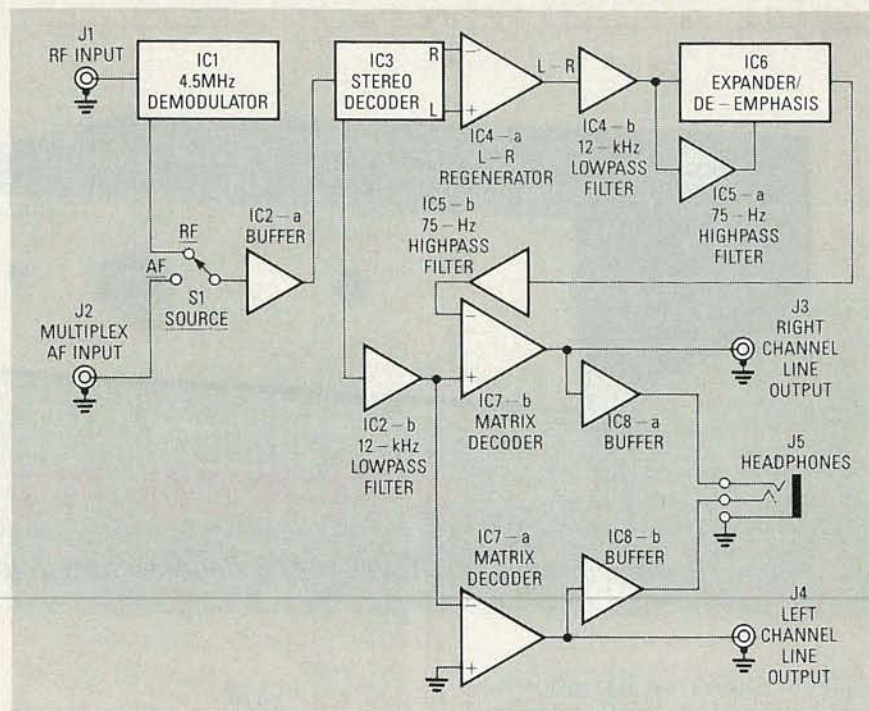 J1
RF INPUT
IC1
4.5MHz
DEMODULATOR
IC3
STEREO
DECODER
R
L
−
+
IC4-a
L-R
REGENERATOR
L-R
IC4-b
12-kHz
LOWPASS
FILTER
IC6
EXPANDER/
DE-EMPHASIS
IC5-a
75-Hz
HIGHPASS
FILTER
IC2-a
BUFFER
IC5-b
75-Hz
HIGHPASS
FILTER
RF
AF
S1
SOURCE
J2
MULTIPLEX
AF INPUT
IC2-b
12-kHz
LOWPASS
FILTER
−
+
IC7-b
MATRIX
DECODER
J3
RIGHT
CHANNEL
LINE
OUTPUT
IC8-a
BUFFER
J5
HEADPHONES
IC7-a
MATRIX
DECODER
−
+
IC8-b
BUFFER
J4
LEFT
CHANNEL
LINE
OUTPUT